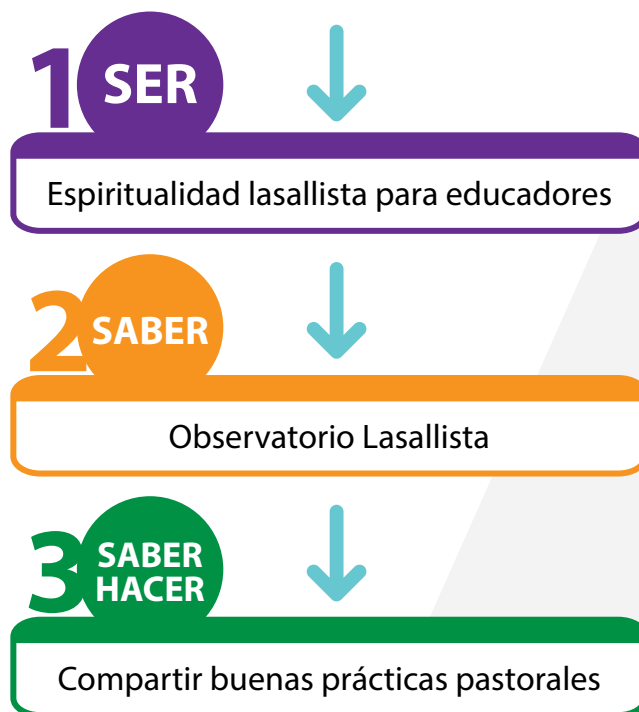 1 SER
Espiritualidad lasallista para educadores
2 SABER
Observatorio Lasallista
3 SABER
HACER
Compartir buenas prácticas pastorales